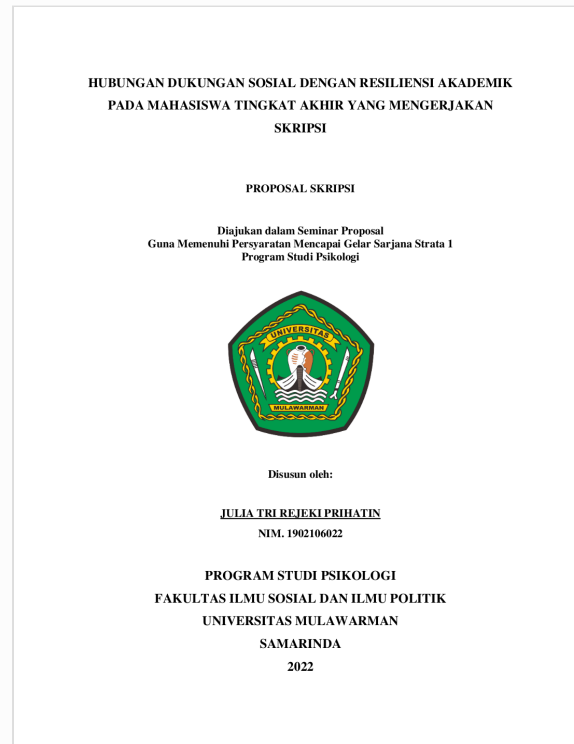 HUBUNGAN DUKUNGAN SOSIAL DENGAN RESILIENSI AKADEMIK
PADA MAHASISWA TINGKAT AKHIR YANG MENGERJAKAN
SKRIPSI
PROPOSAL SKRIPSI
Diajukan dalam Seminar Proposal
Guna Memenuhi Persyaratan Mencapai Gelar Sarjana Strata 1
Program Studi Psikologi
UNIVERSITAS
MULAWARMAN
Disusun oleh:
JULIA TRI REJEKI PRIHATIN
NIM. 1902106022
PROGRAM STUDI PSIKOLOGI
FAKULTAS ILMU SOSIAL DAN ILMU POLITIK
UNIVERSITAS MULAWARMAN
SAMARINDA
2022